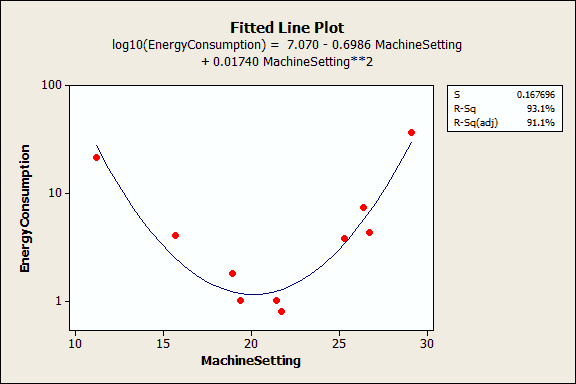 Fitted Line Plot
log10(EnergyConsumption) = 7.070 - 0.6986 MachineSetting
+ 0.01740 MachineSetting**2
S 0.167696
R-Sq 93.1%
R-Sq(adj) 91.1%
EnergyConsumption
100
10
1
10 15 20 25 30
MachineSetting